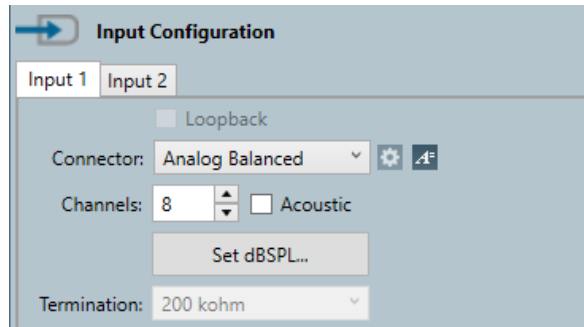 Input Configuration
Input 1 Input 2
Loopback
Connector: Analog Balanced
Channels: 8 Acoustic
Set dBSPL...
Termination: 200 kohm